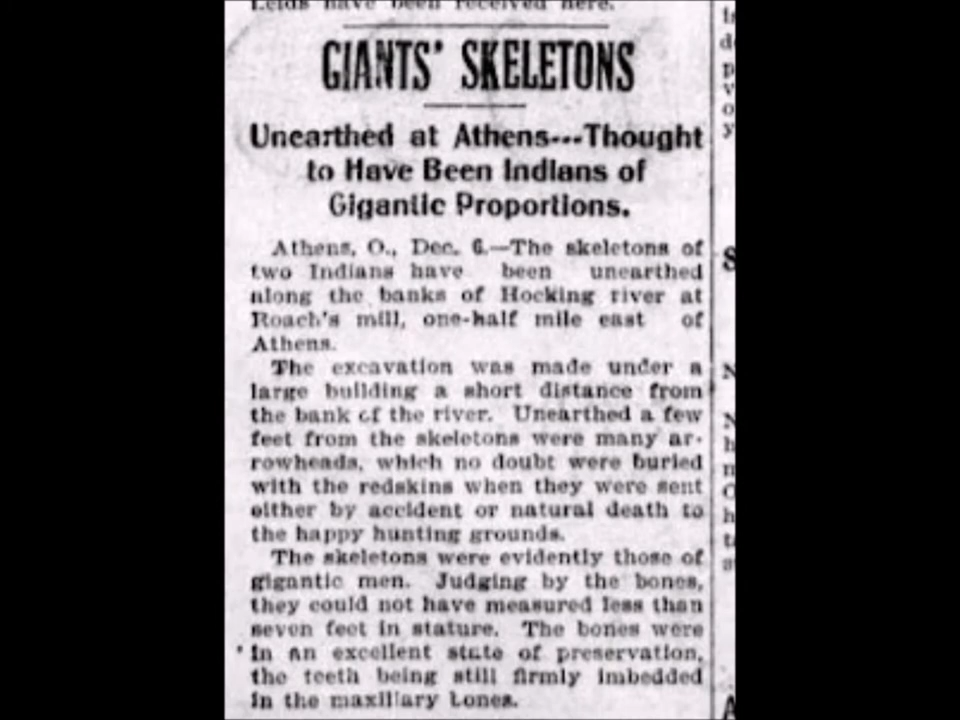 Leids have been received here.
GIANTS' SKELETONS
Unearthed at Athens---Thought
to Have Been Indians of
Gigantic Proportions.
Athens, O., Dec. 6.—The skeletons of
two Indians have been unearthed
along the banks of Hocking river at
Roach's mill, one-half mile east of
Athens.
The excavation was made under a
large building a short distance from
the bank of the river. Unearthed a few
feet from the skeletons were many ar-
rowheads, which no doubt were buried
with the redskins when they were sent
either by accident or natural death to
the happy hunting grounds.
The skeletons were evidently those of
gigantic men. Judging by the bones,
they could not have measured less than
seven feet in stature. The bones were
in an excellent state of preservation,
the teeth being still firmly imbedded
in the maxillary bones.